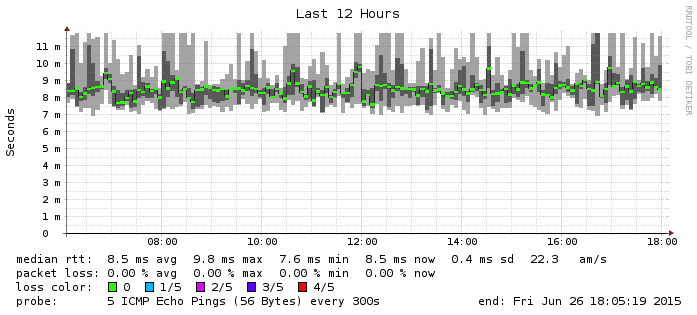 Last 12 Hours
RRDTOOL / TOBI OETIKER
Seconds
11 m
10 m
9 m
8 m
7 m
6 m
5 m
4 m
3 m
2 m
1 m
0
08:00 10:00 12:00 14:00 16:00 18:00
median rtt: 8.5 ms avg 9.8 ms max 7.6 ms min 8.5 ms now 0.4 ms sd 22.3 am/s
packet loss: 0.00 % avg 0.00 % max 0.00 % min 0.00 % now
loss color: 0 1/5 2/5 3/5 4/5
probe: 5 ICMP Echo Pings (56 Bytes) every 300s end: Fri Jun 26 18:05:19 2015